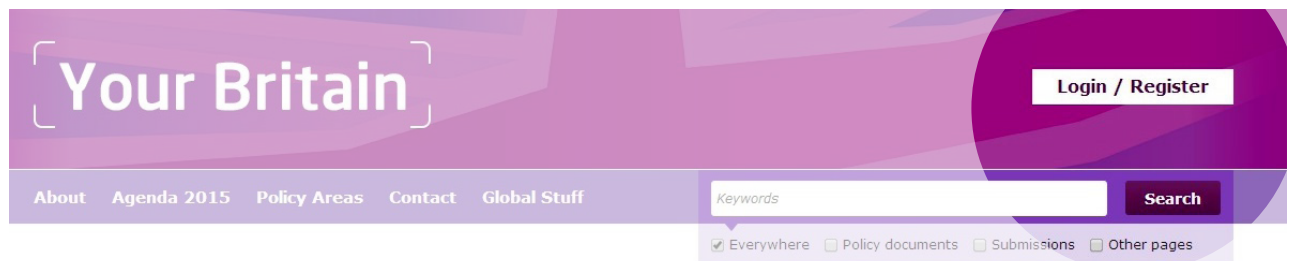 Your Britain
Login / Register
About Agenda 2015 Policy Areas Contact Global Stuff
Keywords Search
Everywhere Policy documents Submissions Other pages